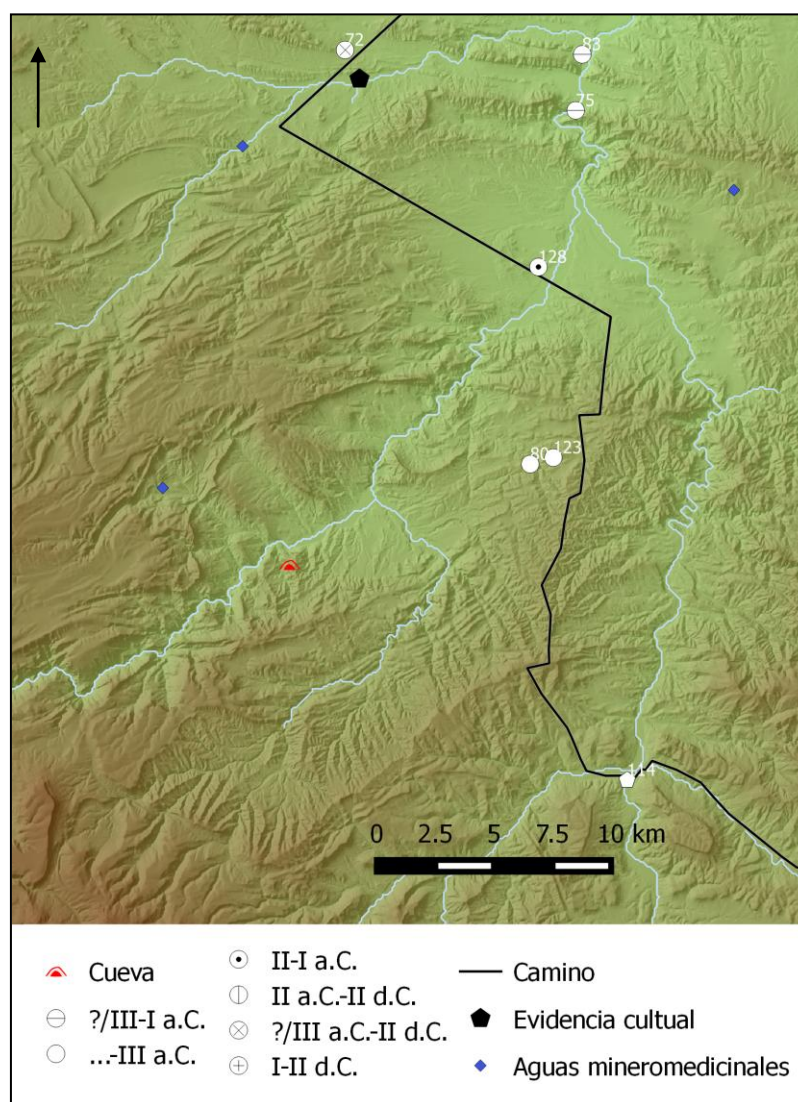 72
83
75
128
80
123
114
0 2.5 5 7.5 10 km
Cueva
?/III-I a.C.
...-III a.C.
II-I a.C.
II a.C.-II d.C.
?/III a.C.-II d.C.
I-II d.C.
Camino
Evidencia cultual
Aguas mineromedicinales